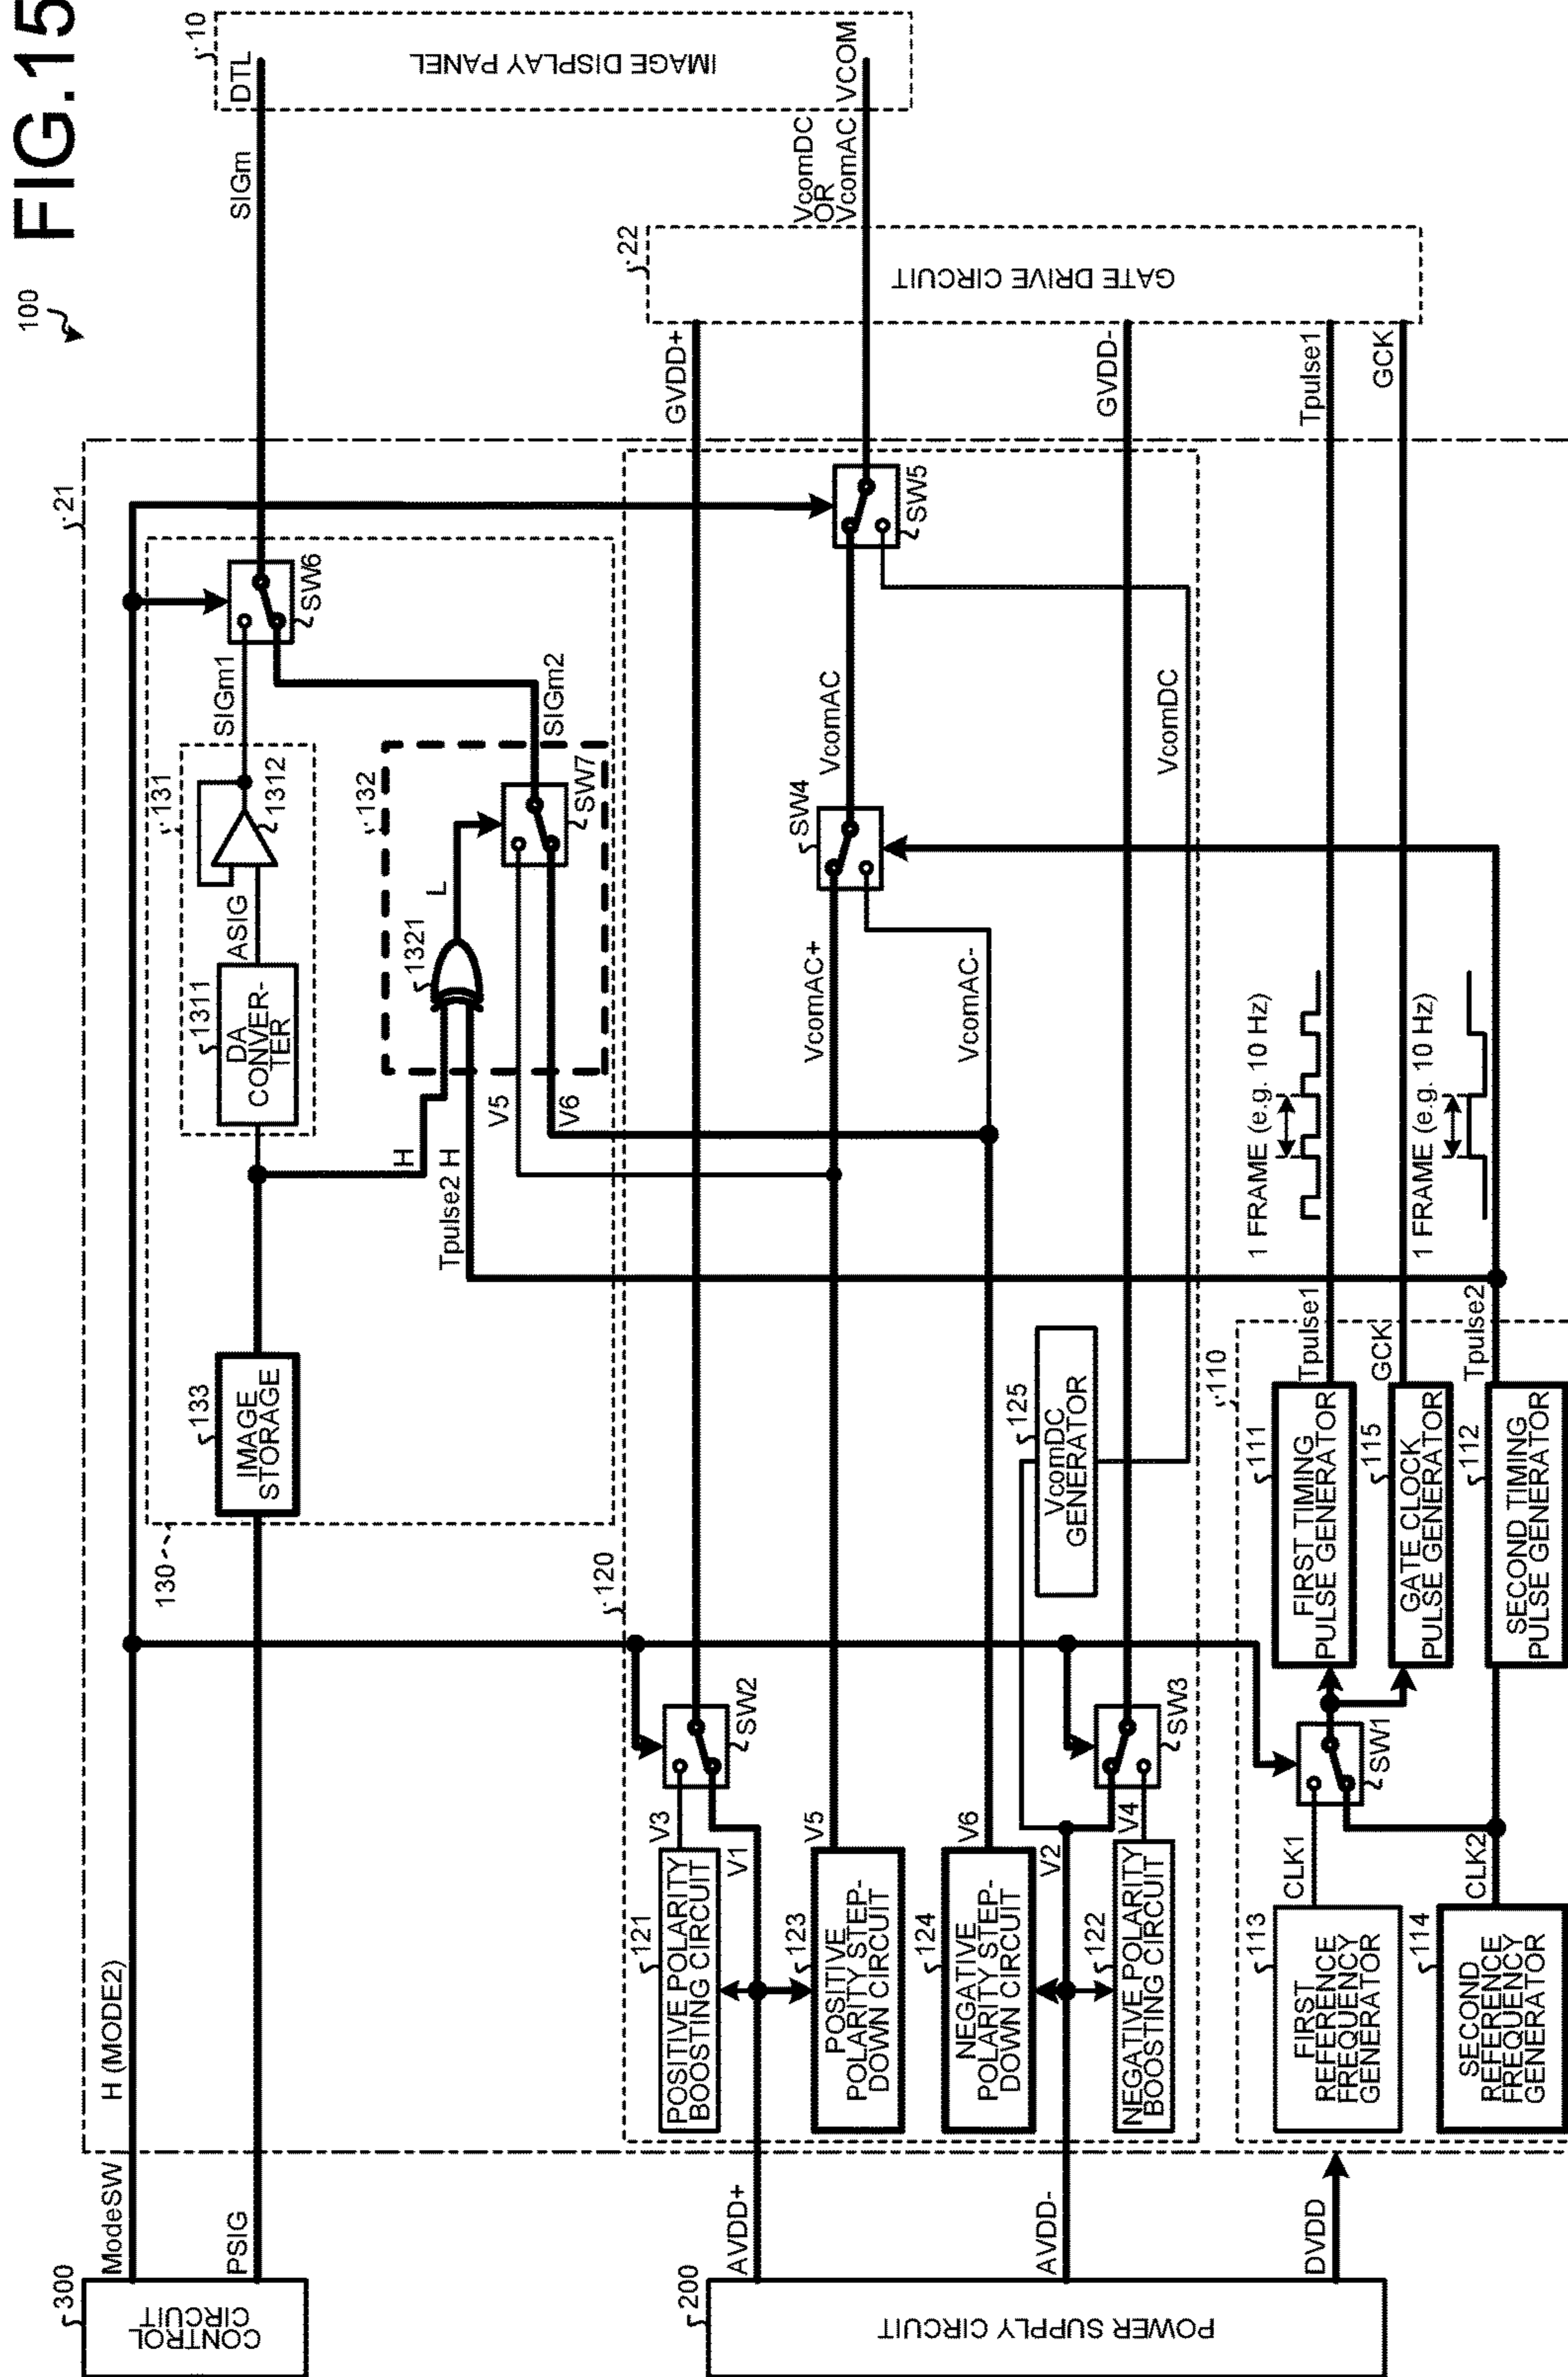 FIG.15
100
300
CONTROL
CIRCUIT
ModeSW
PSIG
H (MODE2)
21
130
133
IMAGE
STORAGE
131
1311
DA
CONVER-
TER
ASIG
1312
SIGm1
SW6
SIGm
DTL
10
IMAGE DISPLAY PANEL
VCOM
H
Tpulse2 H
132
1321
L
SW7
SIGm2
V5
V6
200
POWER SUPPLY CIRCUIT
AVDD+
AVDD-
DVDD
120
121
POSITIVE POLARITY
BOOSTING CIRCUIT
V3
V1
SW2
GVDD+
123
POSITIVE
POLARITY STEP-
DOWN CIRCUIT
V5
124
NEGATIVE
POLARITY STEP-
DOWN CIRCUIT
V6
122
NEGATIVE POLARITY
BOOSTING CIRCUIT
V2
V4
SW3
125
VcomDC
GENERATOR
VcomAC+
VcomAC-
SW4
VcomAC
VcomDC
SW5
VcomDC
OR
VcomAC
22
GATE DRIVE CIRCUIT
GVDD-
110
113
FIRST
REFERENCE
FREQUENCY
GENERATOR
CLK1
114
SECOND
REFERENCE
FREQUENCY
GENERATOR
CLK2
SW1
111
FIRST TIMING
PULSE GENERATOR
Tpulse1
115
GATE CLOCK
PULSE GENERATOR
GCK
112
SECOND TIMING
PULSE GENERATOR
Tpulse2
1 FRAME (e.g. 10 Hz)
1 FRAME (e.g. 10 Hz)
Tpulse1
GCK